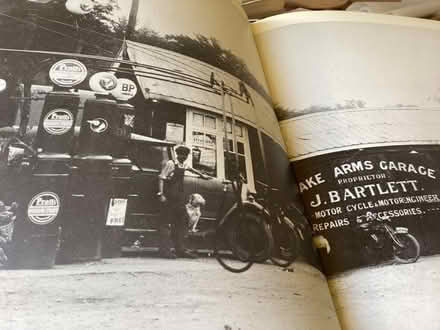 Pratts
BP
Pratts
Pratts
AKE ARMS GARAGE
PROPRIETOR
J. BARTLETT.
MOTOR CYCLE & MOTOR ENGINEER
REPAIRS & ACCESSORIES.